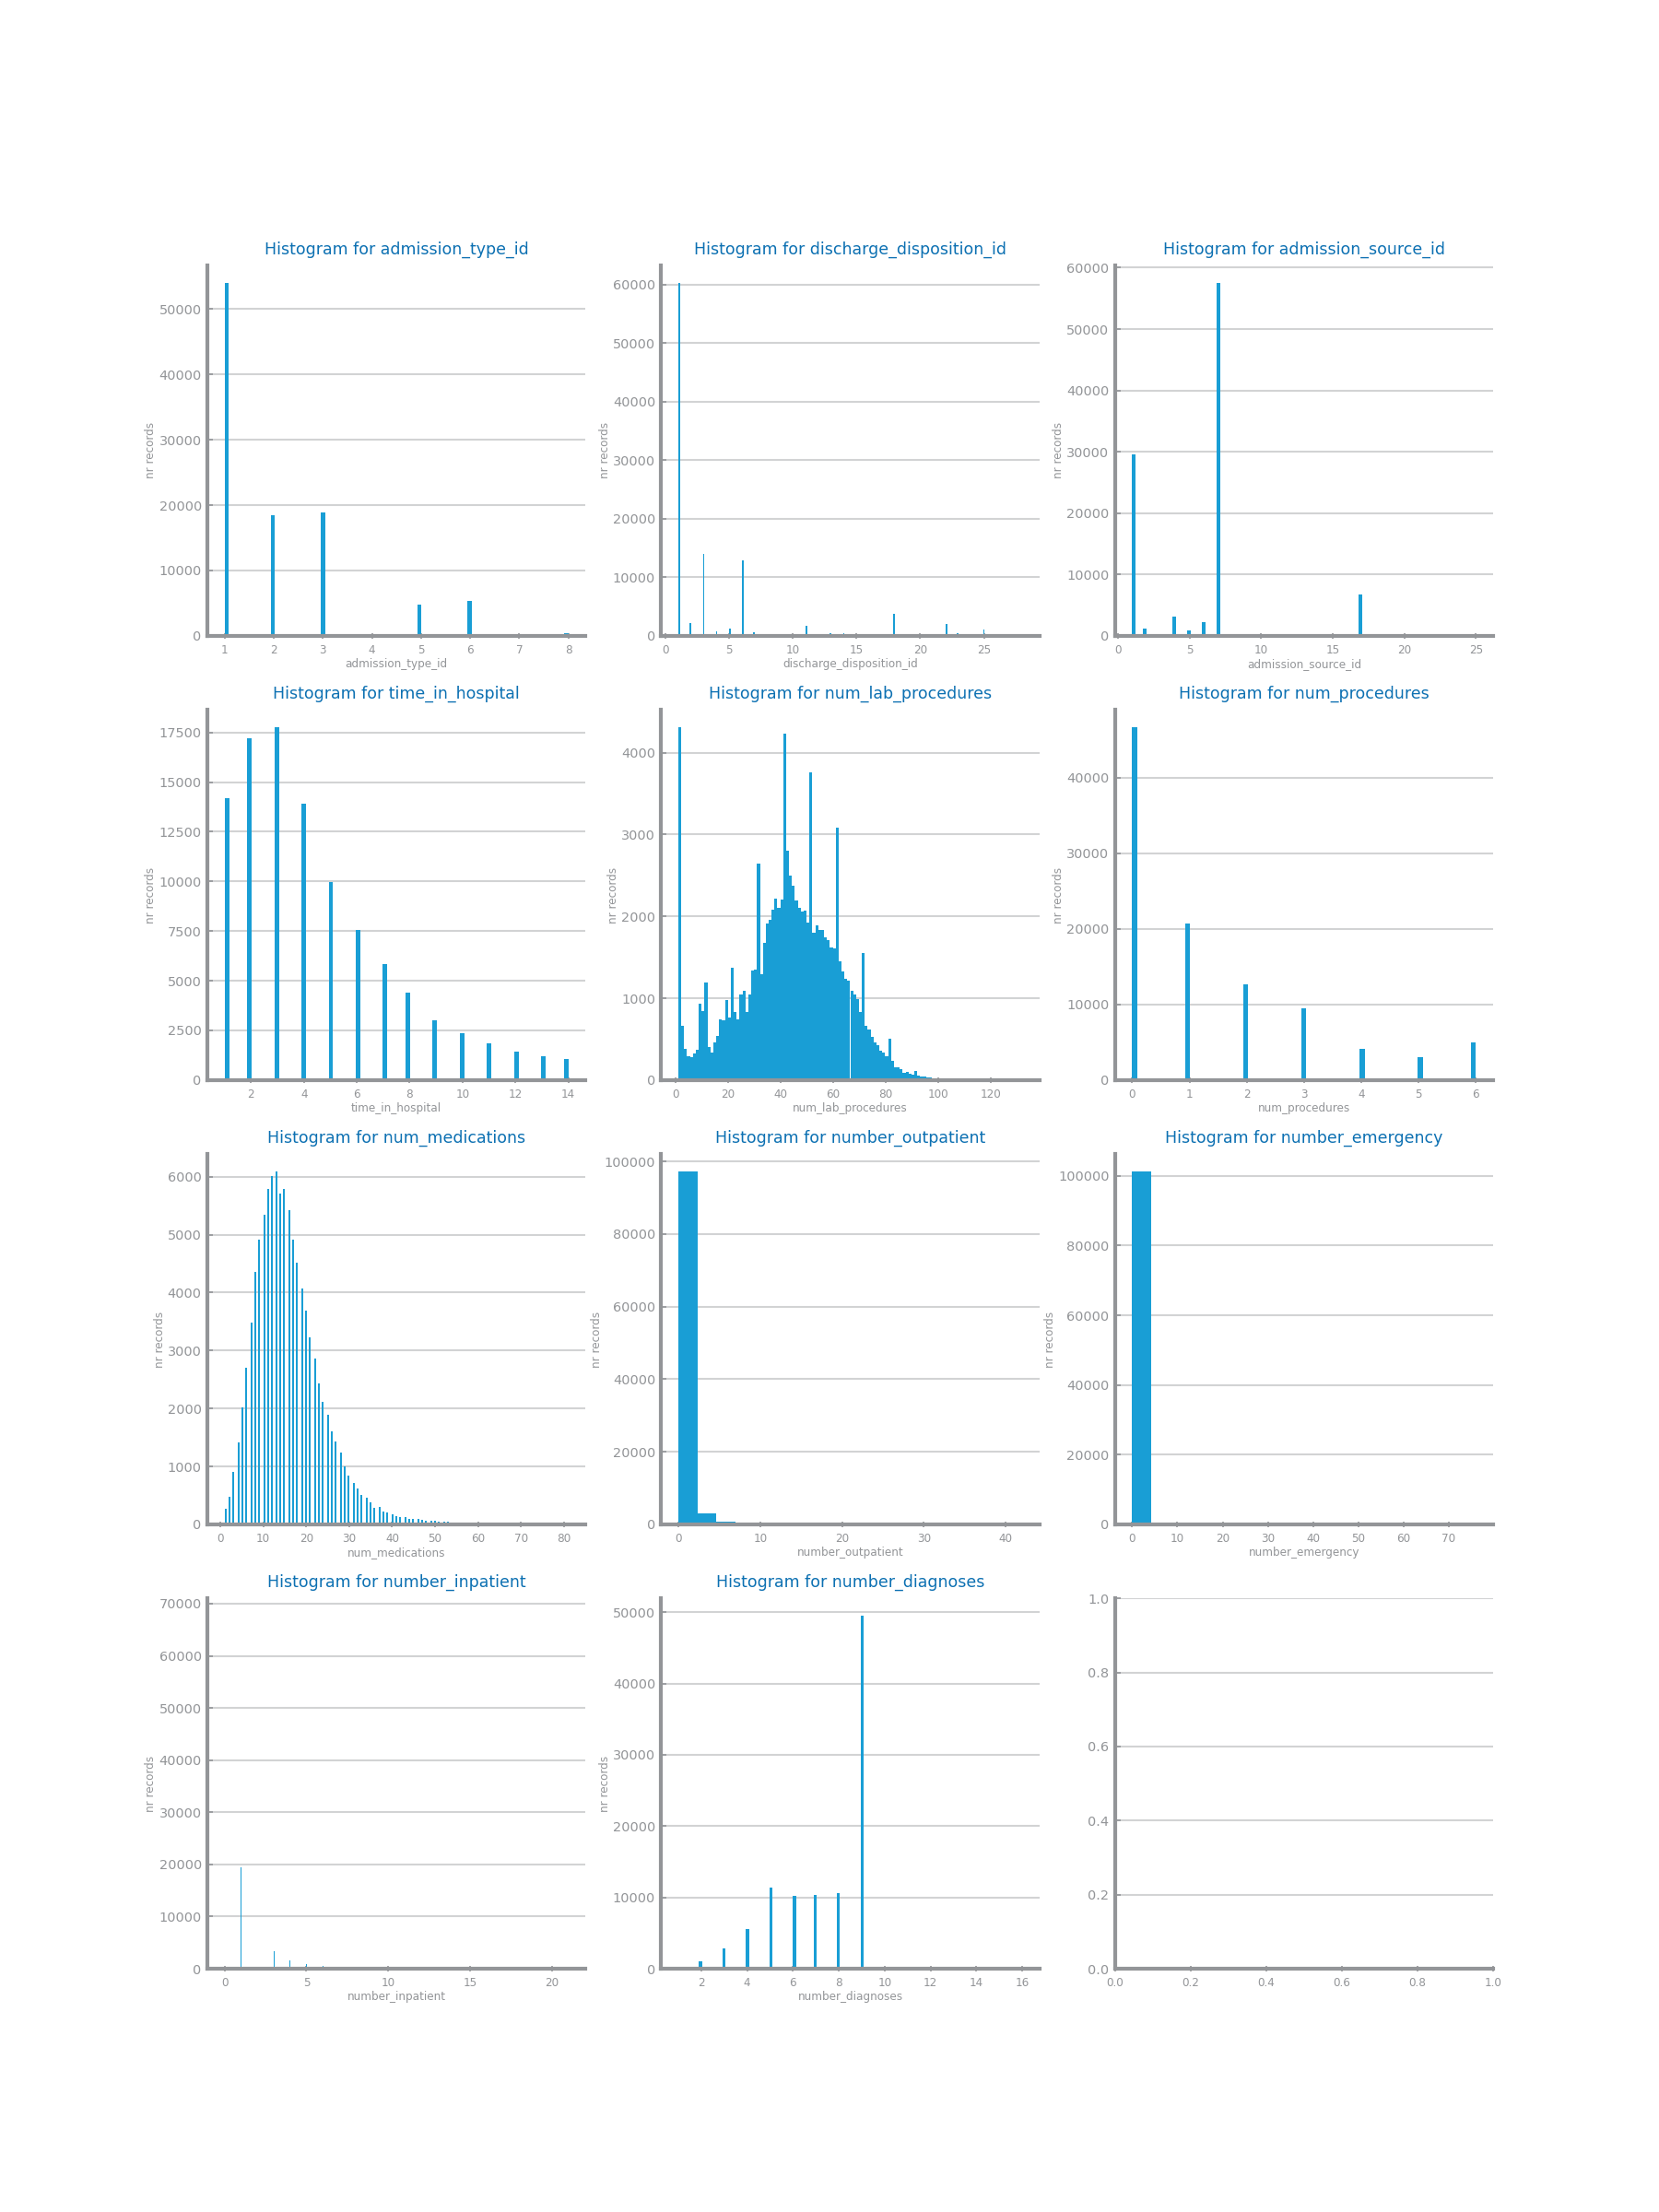 Histogram for admission_type_id
50000
40000
30000
20000
10000
0
nr records
1 2 3 4 5 6 7 8
admission_type_id
Histogram for discharge_disposition_id
60000
50000
40000
30000
20000
10000
0
nr records
0 5 10 15 20 25
discharge_disposition_id
Histogram for admission_source_id
60000
50000
40000
30000
20000
10000
0
nr records
0 5 10 15 20 25
admission_source_id
Histogram for time_in_hospital
17500
15000
12500
10000
7500
5000
2500
0
nr records
2 4 6 8 10 12 14
time_in_hospital
Histogram for num_lab_procedures
4000
3000
2000
1000
0
nr records
0 20 40 60 80 100 120
num_lab_procedures
Histogram for num_procedures
40000
30000
20000
10000
0
nr records
0 1 2 3 4 5 6
num_procedures
Histogram for num_medications
6000
5000
4000
3000
2000
1000
0
nr records
0 10 20 30 40 50 60 70 80
num_medications
Histogram for number_outpatient
100000
80000
60000
40000
20000
0
nr records
0 10 20 30 40
number_outpatient
Histogram for number_emergency
100000
80000
60000
40000
20000
0
nr records
0 10 20 30 40 50 60 70
number_emergency
Histogram for number_inpatient
70000
60000
50000
40000
30000
20000
10000
0
nr records
0 5 10 15 20
number_inpatient
Histogram for number_diagnoses
50000
40000
30000
20000
10000
0
nr records
2 4 6 8 10 12 14 16
number_diagnoses
1.0
0.8
0.6
0.4
0.2
0.0
0.0 0.2 0.4 0.6 0.8 1.0